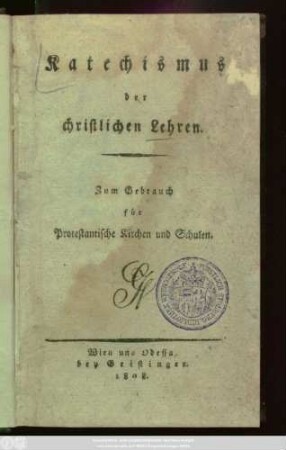 Katechismus
der
christlichen Lehren.
Zum Gebrauch
für
Protestantische Kirchen und Schulen.
Wien und Odessa,
bey Geistinger.
1808.